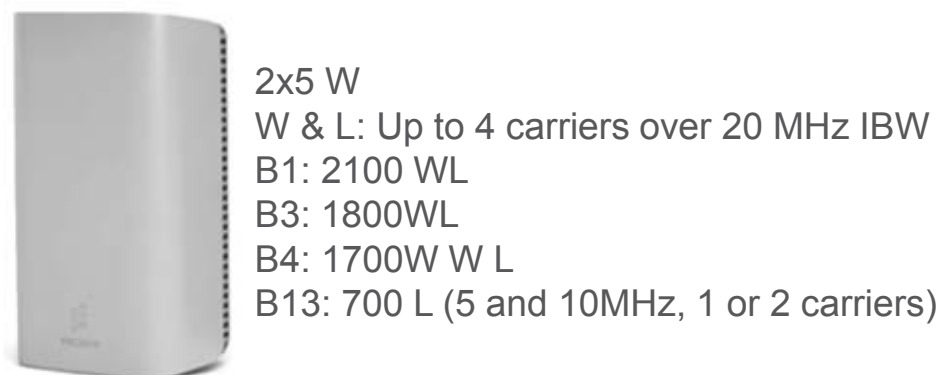 2x5 W
W & L: Up to 4 carriers over 20 MHz IBW
B1: 2100 WL
B3: 1800WL
B4: 1700W W L
B13: 700 L (5 and 10MHz, 1 or 2 carriers)